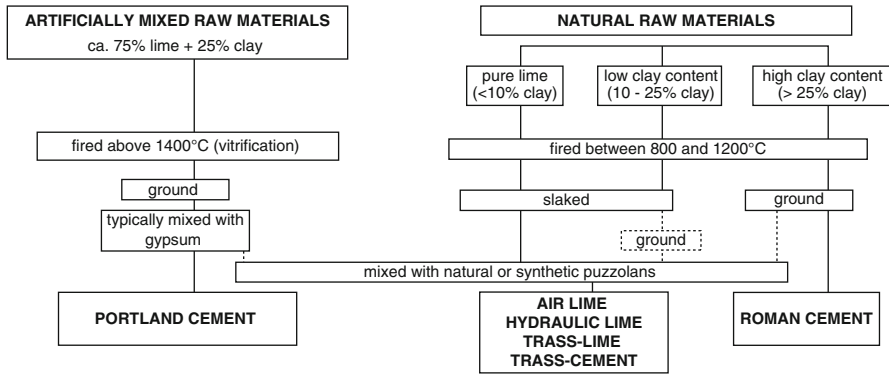 ARTIFICIALLY MIXED RAW MATERIALS
ca. 75% lime + 25% clay
NATURAL RAW MATERIALS
pure lime
(<10% clay)
low clay content
(10 - 25% clay)
high clay content
(> 25% clay)
fired above 1400°C (vitrification)
fired between 800 and 1200°C
ground
slaked
ground
typically mixed with
gypsum
ground
mixed with natural or synthetic puzzolans
PORTLAND CEMENT
AIR LIME
HYDRAULIC LIME
TRASS-LIME
TRASS-CEMENT
ROMAN CEMENT